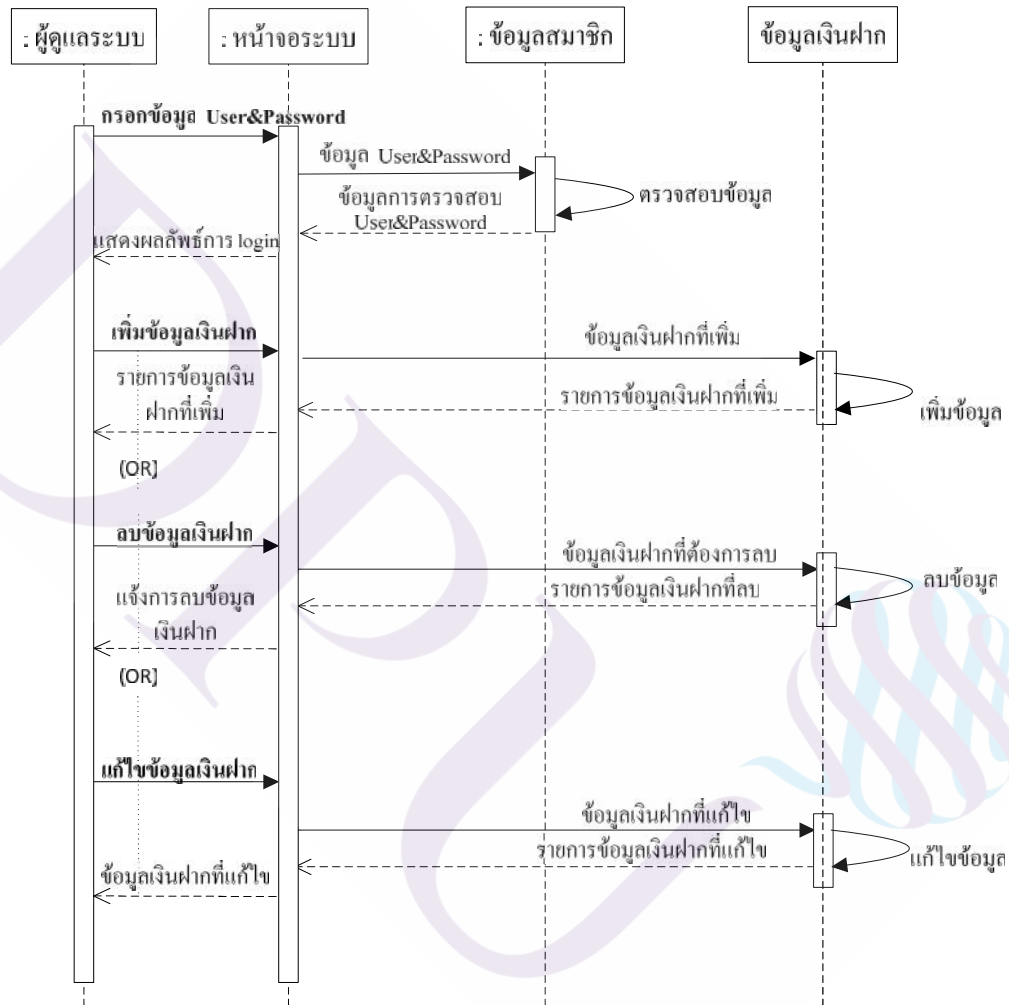 : ผู้ดูแลระบบ
: หน้าจอระบบ
: ข้อมูลสมาชิก
ข้อมูลเงินฝาก
กรอกข้อมูล User&Password
ข้อมูล User&Password
ข้อมูลการตรวจสอบ
User&Password
ตรวจสอบข้อมูล
แสดงผลลัพธ์การ login
เพิ่มข้อมูลเงินฝาก
ข้อมูลเงินฝากที่เพิ่ม
รายการข้อมูลเงิน
ฝากที่เพิ่ม
รายการข้อมูลเงินฝากที่เพิ่ม
เพิ่มข้อมูล
(OR)
ลบข้อมูลเงินฝาก
ข้อมูลเงินฝากที่ต้องการลบ
รายการข้อมูลเงินฝากที่ลบ
ลบข้อมูล
แจ้งการลบข้อมูล
เงินฝาก
(OR)
แก้ไขข้อมูลเงินฝาก
ข้อมูลเงินฝากที่แก้ไข
รายการข้อมูลเงินฝากที่แก้ไข
แก้ไขข้อมูล
ข้อมูลเงินฝากที่แก้ไข
DPU